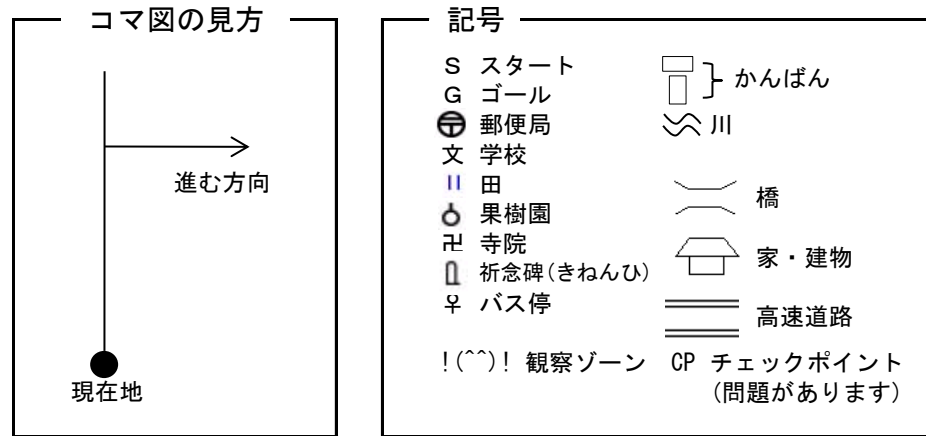 コマ図の見方
進む方向
現在地
記号
S スタート
G ゴール
〒 郵便局
文 学校
II 田
果樹園
卍 寺院
祈念碑(きねんひ)
バス停
!(^^)! 観察ゾーン
かんばん
川
橋
家・建物
高速道路
CP チェックポイント
(問題があります)